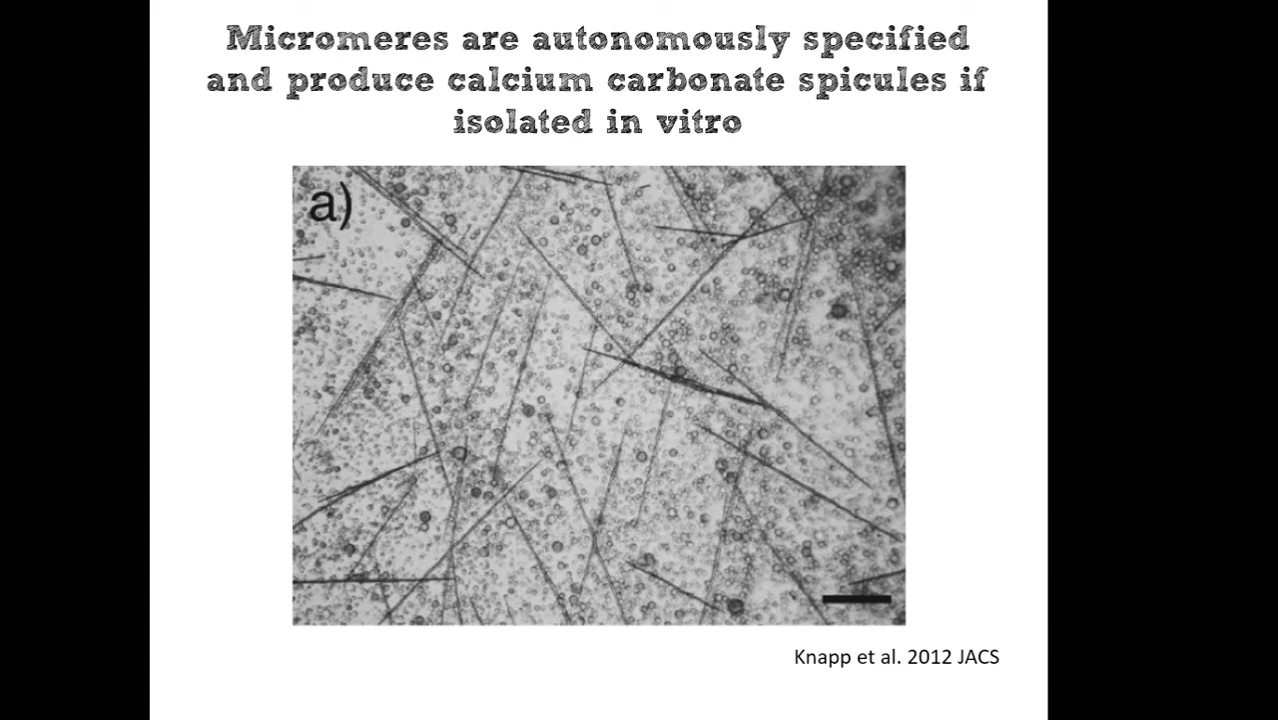 Micromeres are autonomously specified
and produce calcium carbonate spicules if
isolated in vitro
a)
Knapp et al. 2012 JACS